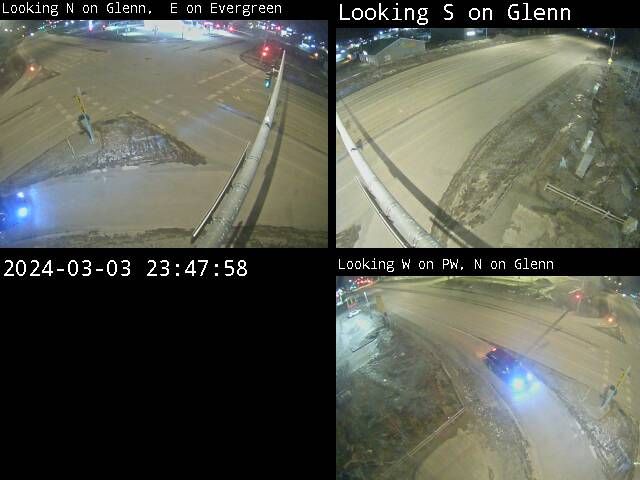 Looking N on Glenn,  E on Evergreen
Looking S on Glenn
2024-03-03 23:47:58
Looking W on PW, N on Glenn